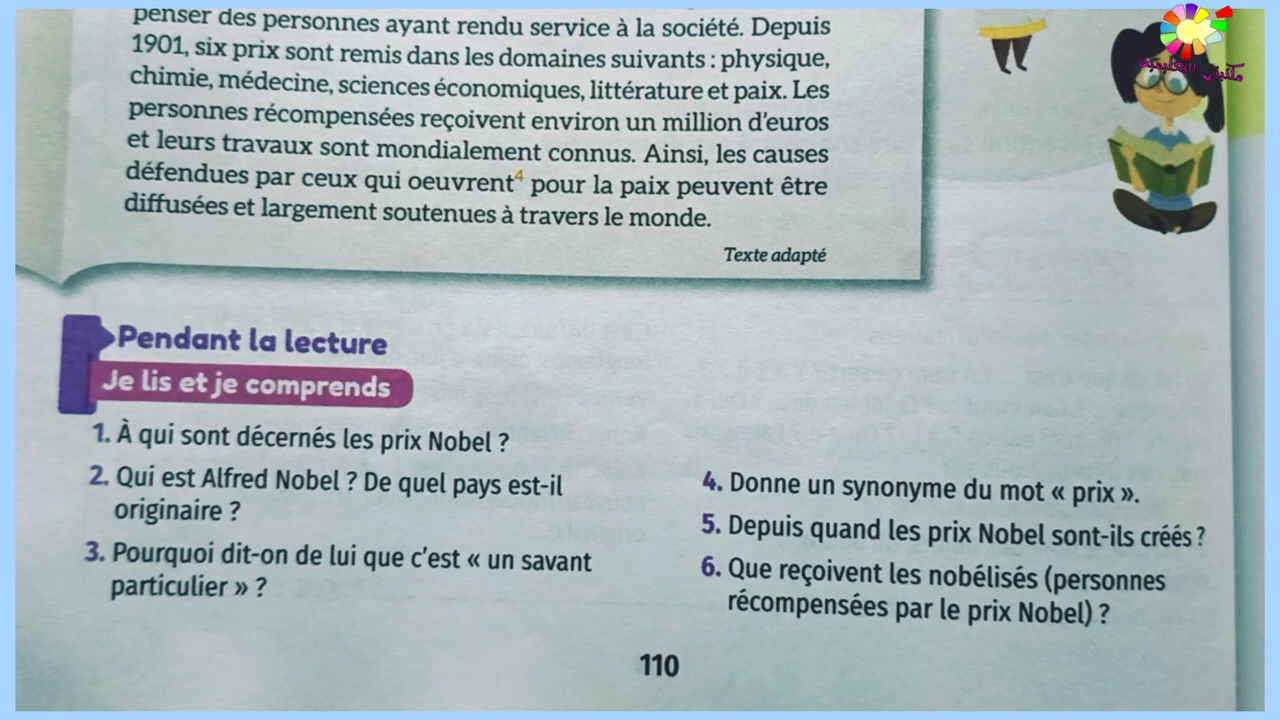 penser des personnes ayant rendu service à la société. Depuis
1901, six prix sont remis dans les domaines suivants : physique,
chimie, médecine, sciences économiques, littérature et paix. Les
personnes récompensées reçoivent environ un million d'euros
et leurs travaux sont mondialement connus. Ainsi, les causes
défendues par ceux qui oeuvrent⁴ pour la paix peuvent être
diffusées et largement soutenues à travers le monde.
Texte adapté
Pendant la lecture
Je lis et je comprends
1. À qui sont décernés les prix Nobel ?
2. Qui est Alfred Nobel ? De quel pays est-il
originaire ?
3. Pourquoi dit-on de lui que c'est « un savant
particulier » ?
4. Donne un synonyme du mot « prix ».
5. Depuis quand les prix Nobel sont-ils créés ?
6. Que reçoivent les nobélisés (personnes
récompensées par le prix Nobel) ?
110